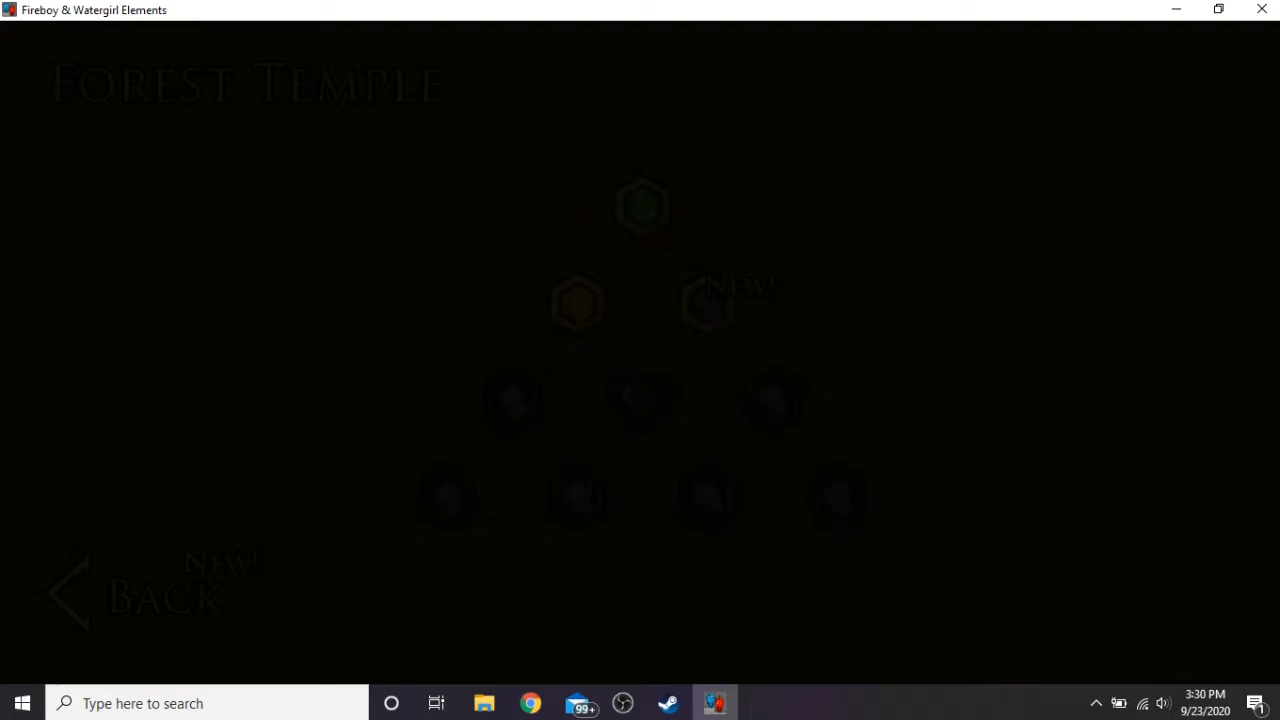 Fireboy & Watergirl Elements
FOREST TEMPLE
NEW!
NEW!
BACK
Type here to search
99+
3:30 PM
9/23/2020
1